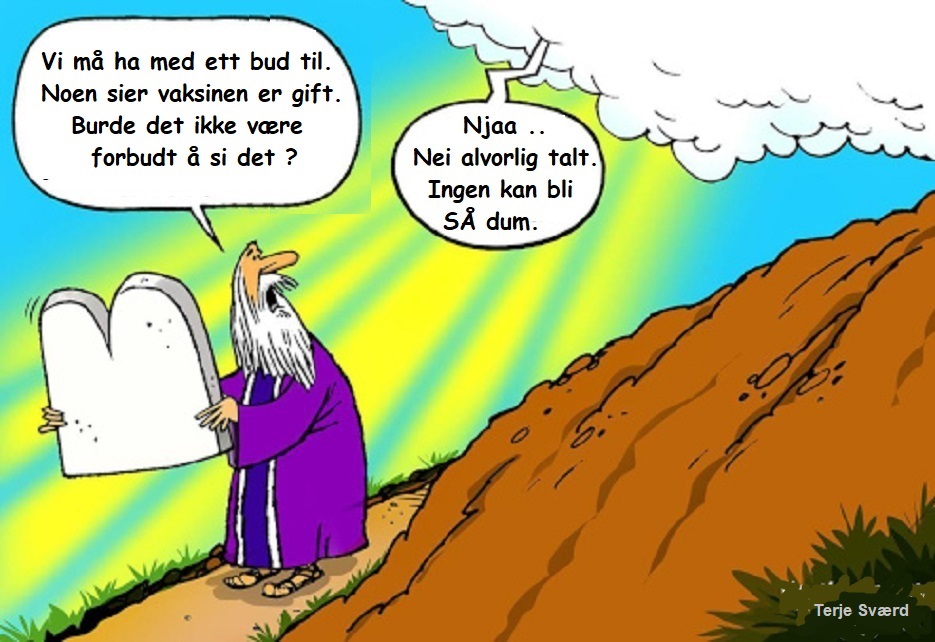 Vi må ha med ett bud til.
Noen sier vaksinen er gift.
Burde det ikke være
forbudt å si det ?
Njaa ..
Nei alvorlig talt.
Ingen kan bli
SÅ dum.
Terje Sværd